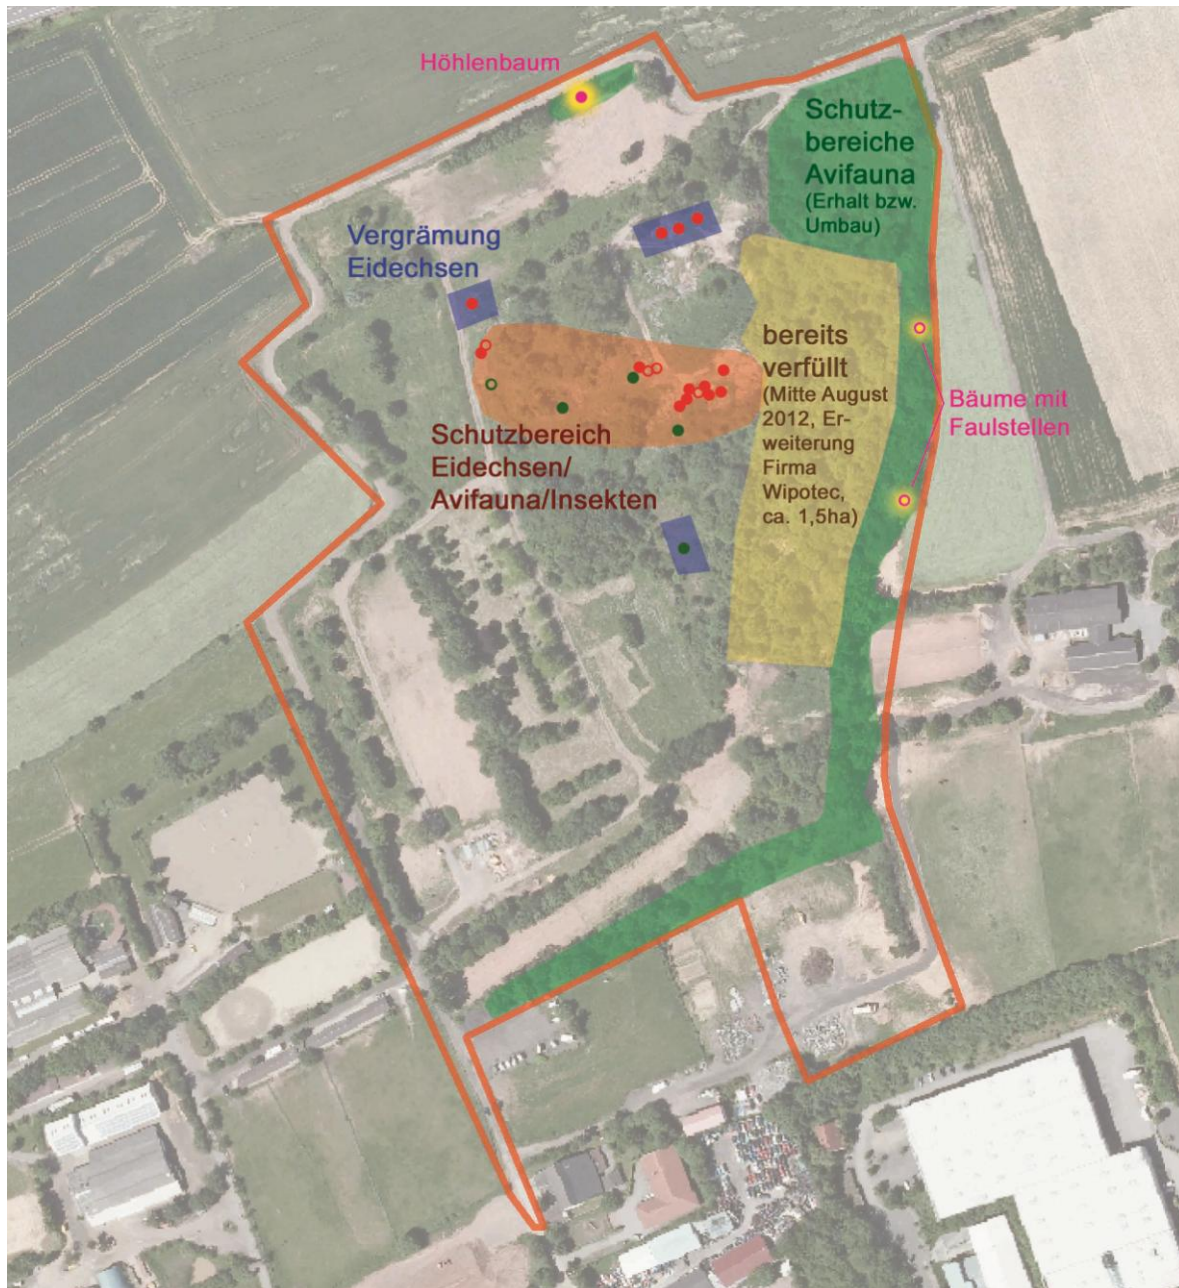 Höhlenbaum
Schutz-
bereiche
Avifauna
(Erhalt bzw.
Umbau)
Vergrämung
Eidechsen
bereits
verfüllt
(Mitte August
2012, Er-
weiterung
Firma
Wipotec,
ca. 1,5ha)
Bäume mit
Faulstellen
Schutzbereich
Eidechsen/
Avifauna/Insekten